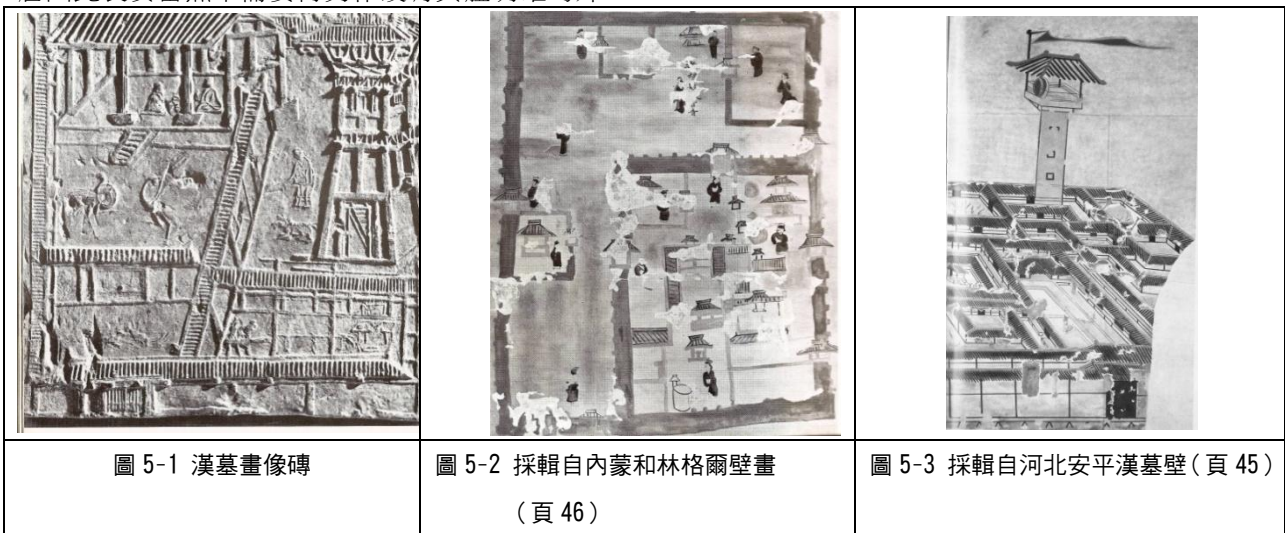 圖 5-1 漢墓畫像磚
圖 5-2 採輯自內蒙和林格爾壁畫
（頁 46）
圖 5-3 採輯自河北安平漢墓壁（頁 45）